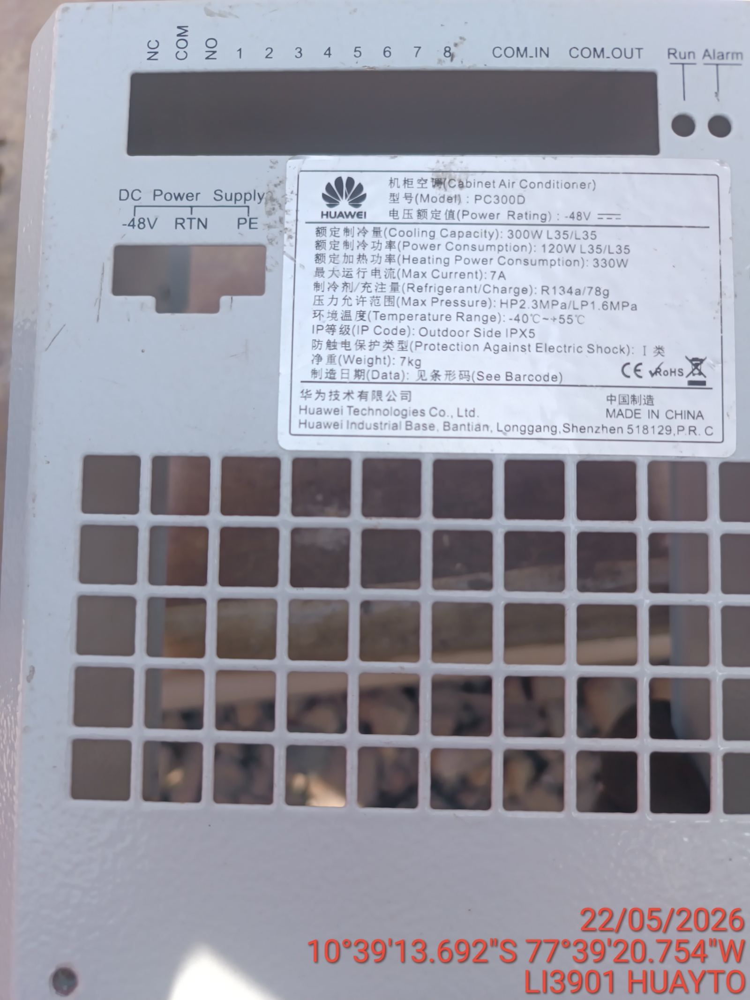 NC COM NO 1 2 3 4 5 6 7 8 COM_IN COM_OUT Run Alarm
DC Power Supply
-48V RTN PE
HUAWEI
机柜空调(Cabinet Air Conditioner)
型号(Model) : PC300D
电压额定值(Power Rating) : -48V
额定制冷量(Cooling Capacity): 300W L35/L35
额定制冷功率(Power Consumption): 120W L35/L35
额定加热功率(Heating Power Consumption): 330W
最大运行电流(Max Current): 7A
制冷剂/充注量(Refrigerant/Charge): R134a/78g
压力允许范围(Max Pressure): HP2.3MPa/LP1.6MPa
环境温度(Temperature Range): -40℃~+55℃
IP等级(IP Code): Outdoor Side IPX5
防触电保护类型(Protection Against Electric Shock): I 类
净重(Weight): 7kg
制造日期(Data): 见条形码(See Barcode)
CE RoHS
华为技术有限公司
中国制造
Huawei Technologies Co., Ltd.
MADE IN CHINA
Huawei Industrial Base, Bantian, Longgang,Shenzhen 518129,P.R. C
22/05/2026
10°39'13.692"S 77°39'20.754"W
LI3901 HUAYTO